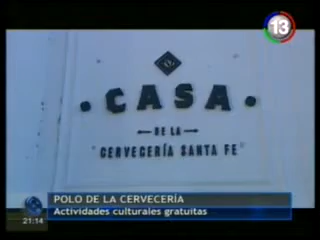 13
• CASA •
DE LA
"CERVECERÍA SANTA FE"
POLO DE LA CERVECERÍA
Actividades culturales gratuitas
21:14